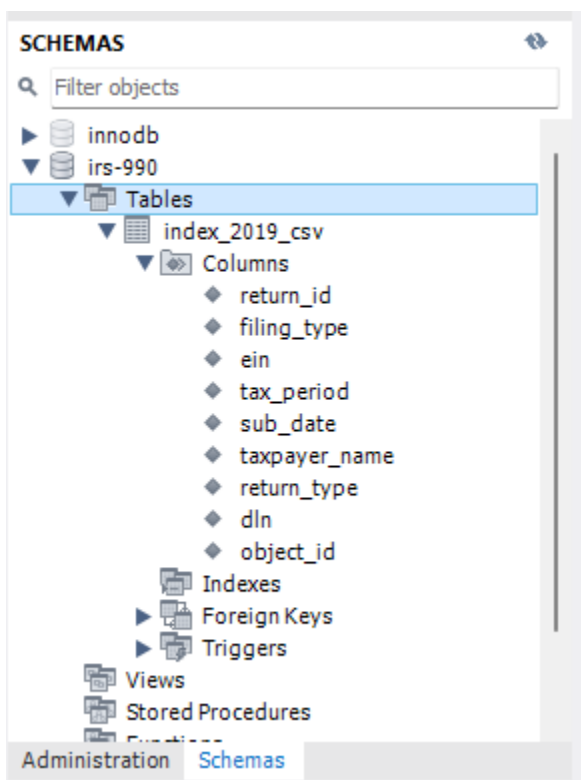 SCHEMAS
Filter objects
innodb
irs-990
Tables
index_2019_csv
Columns
return_id
filing_type
ein
tax_period
sub_date
taxpayer_name
return_type
dln
object_id
Indexes
Foreign Keys
Triggers
Views
Stored Procedures
Administration Schemas